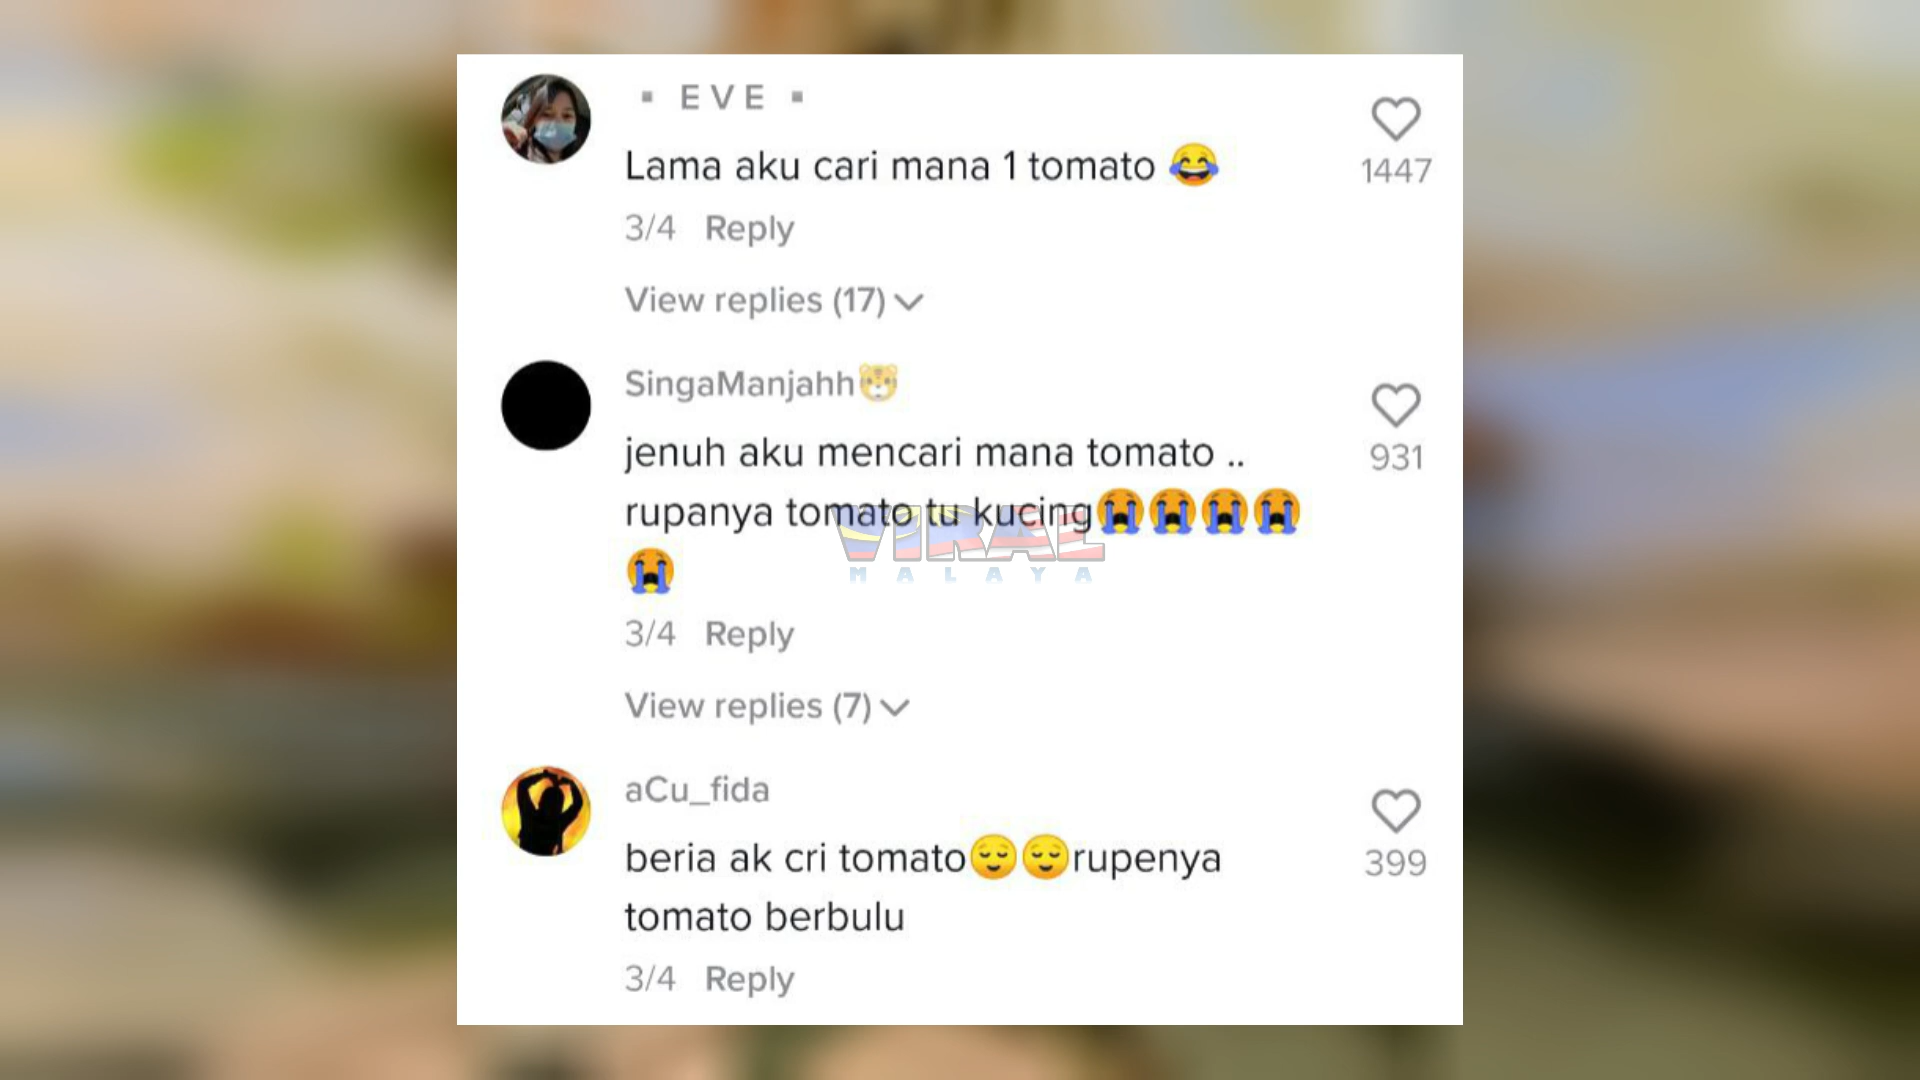 ▪ E V E ▪
Lama aku cari mana 1 tomato 😂
1447
3/4 Reply
View replies (17)
SingaManjahh🐯
jenuh aku mencari mana tomato ..
rupanya tomato tu kucing😭😭😭😭
😭
931
VIRAL
MALAYA
3/4 Reply
View replies (7)
aCu_fida
beria ak cri tomato😌😌rupenya
tomato berbulu
399
3/4 Reply